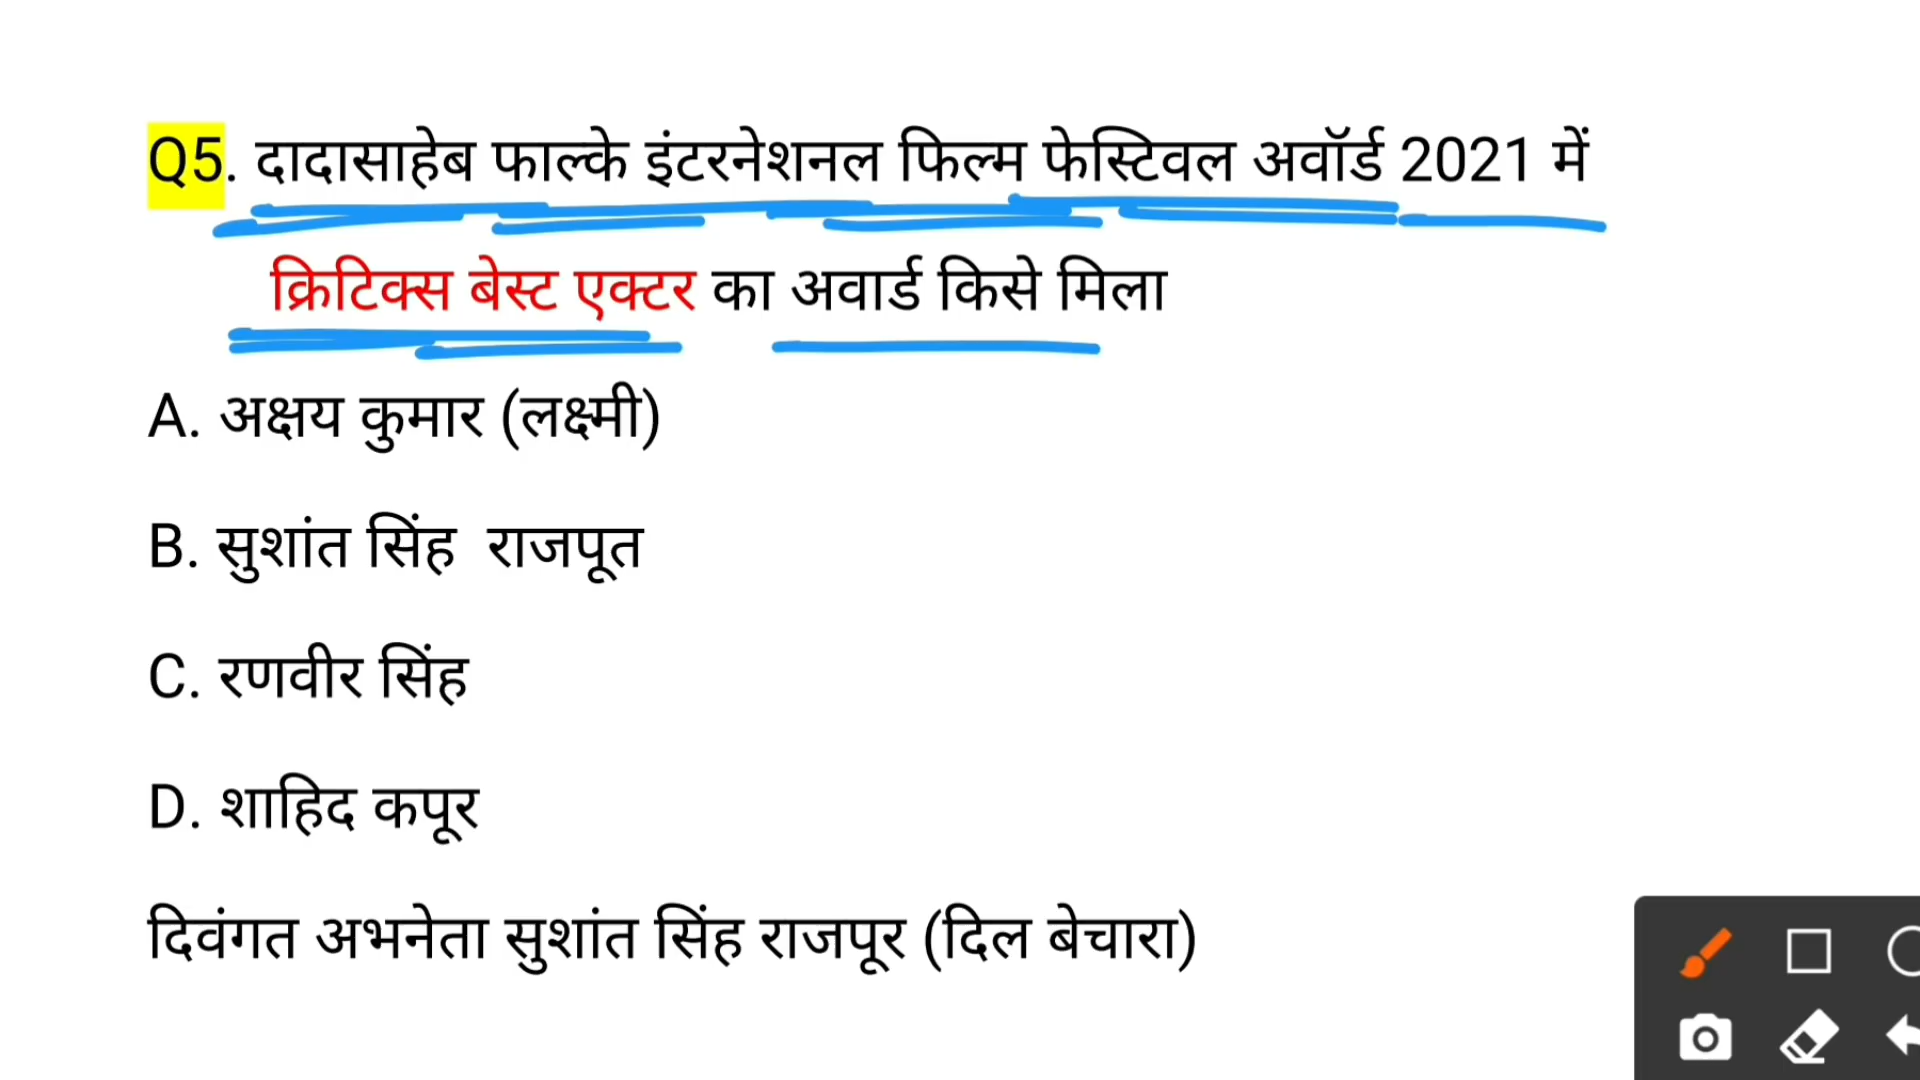 Q5. दादासाहेब फाल्के इंटरनेशनल फिल्म फेस्टिवल अवॉर्ड 2021 में
क्रिटिक्स बेस्ट एक्टर का अवार्ड किसे मिला
A. अक्षय कुमार (लक्ष्मी)
B. सुशांत सिंह राजपूत
C. रणवीर सिंह
D. शाहिद कपूर
दिवंगत अभनेता सुशांत सिंह राजपूर (दिल बेचारा)